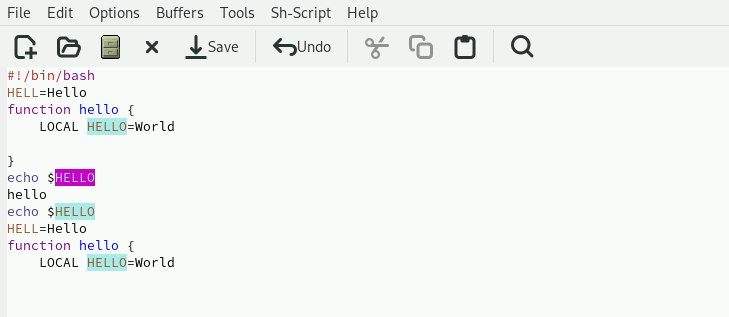 File Edit Options Buffers Tools Sh-Script Help
Save Undo
#!/bin/bash
HELL=Hello
function hello {
    LOCAL HELLO=World
}
echo $HELLO
hello
echo $HELLO
HELL=Hello
function hello {
    LOCAL HELLO=World